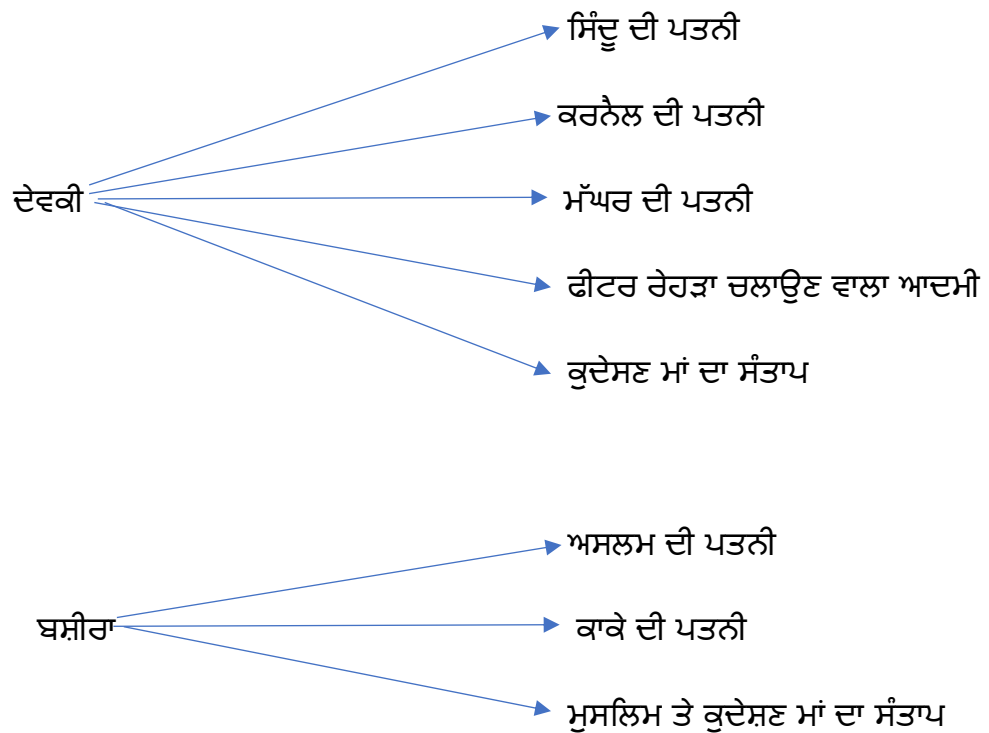 ਸਿੰਦੂ ਦੀ ਪਤਨੀ
ਕਰਨੈਲ ਦੀ ਪਤਨੀ
ਦੇਵਕੀ
ਮੱਘਰ ਦੀ ਪਤਨੀ
ਫੀਟਰ ਰੇਹੜਾ ਚਲਾਉਣ ਵਾਲਾ ਆਦਮੀ
ਕੁਦੇਸਣ ਮਾਂ ਦਾ ਸੰਤਾਪ
ਅਸਲਮ ਦੀ ਪਤਨੀ
ਬਸ਼ੀਰਾ
ਕਾਕੇ ਦੀ ਪਤਨੀ
ਮੁਸਲਿਮ ਤੇ ਕੁਦੇਸ਼ਣ ਮਾਂ ਦਾ ਸੰਤਾਪ